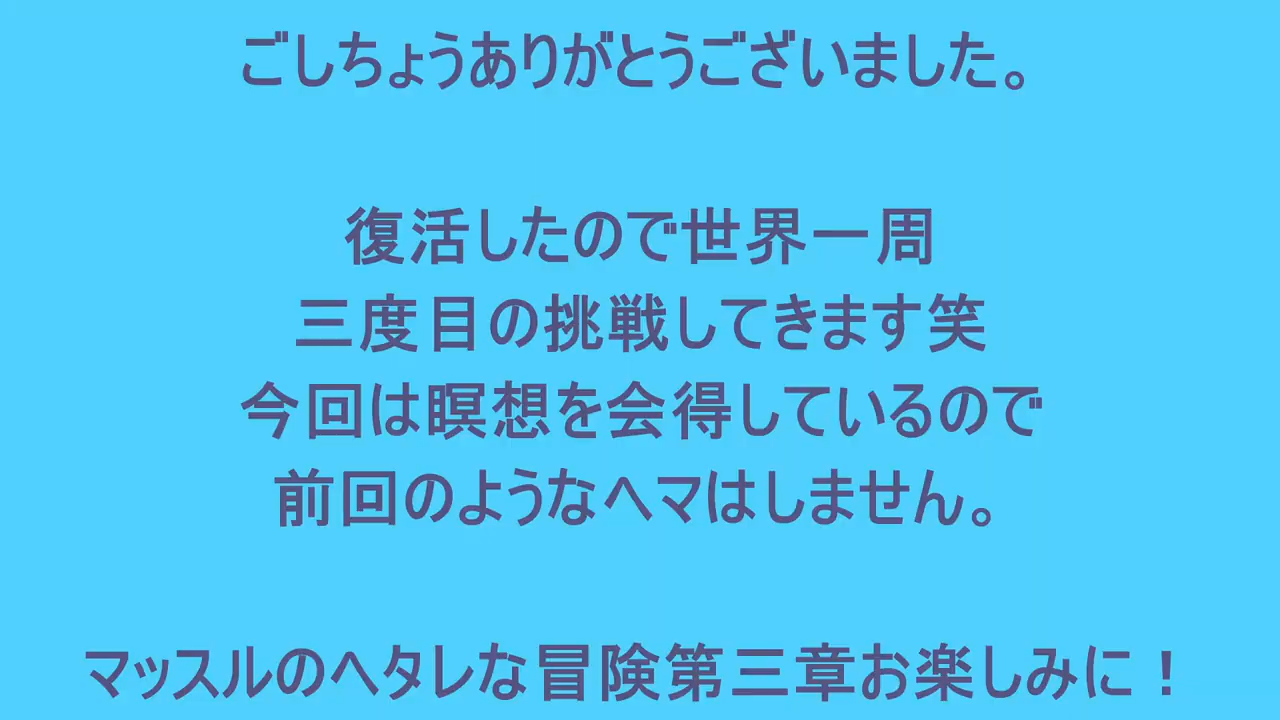 ごしちょうありがとうございました。
復活したので世界一周
三度目の挑戦してきます笑
今回は瞑想を会得しているので
前回のようなヘマはしません。
マッスルのヘタレな冒険第三章お楽しみに！